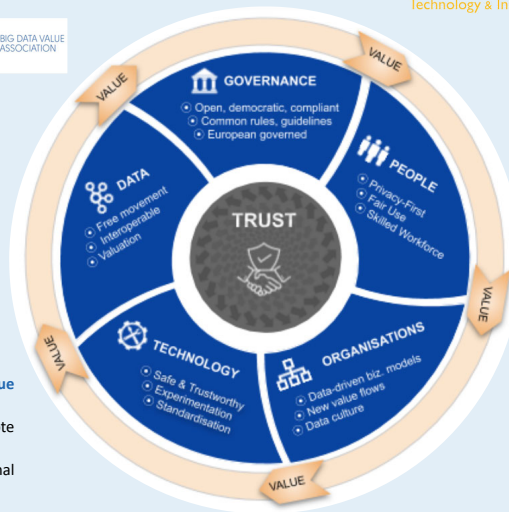 Technology & In
BIG DATA VALUE
ASSOCIATION
VALUE
VALUE
GOVERNANCE
Open, democratic, compliant
Common rules, guidelines
European governed
DATA
Free movement
Interoperable
Valuation
PEOPLE
Privacy-First
Fair Use
Skilled Workforce
TRUST
VALUE
VALUE
TECHNOLOGY
Safe & Trustworthy
Experimentation
Standardisation
ORGANISATIONS
Data-driven biz. models
New value flows
Data culture
ue
te
nal
VALUE